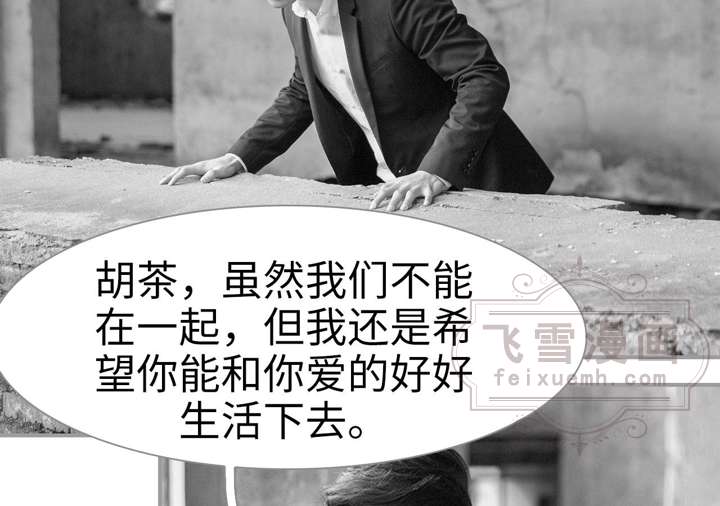 胡茶，虽然我们不能
在一起，但我还是希
望你能和你爱的好好
生活下去。
飞雪漫画
feixuemh.com